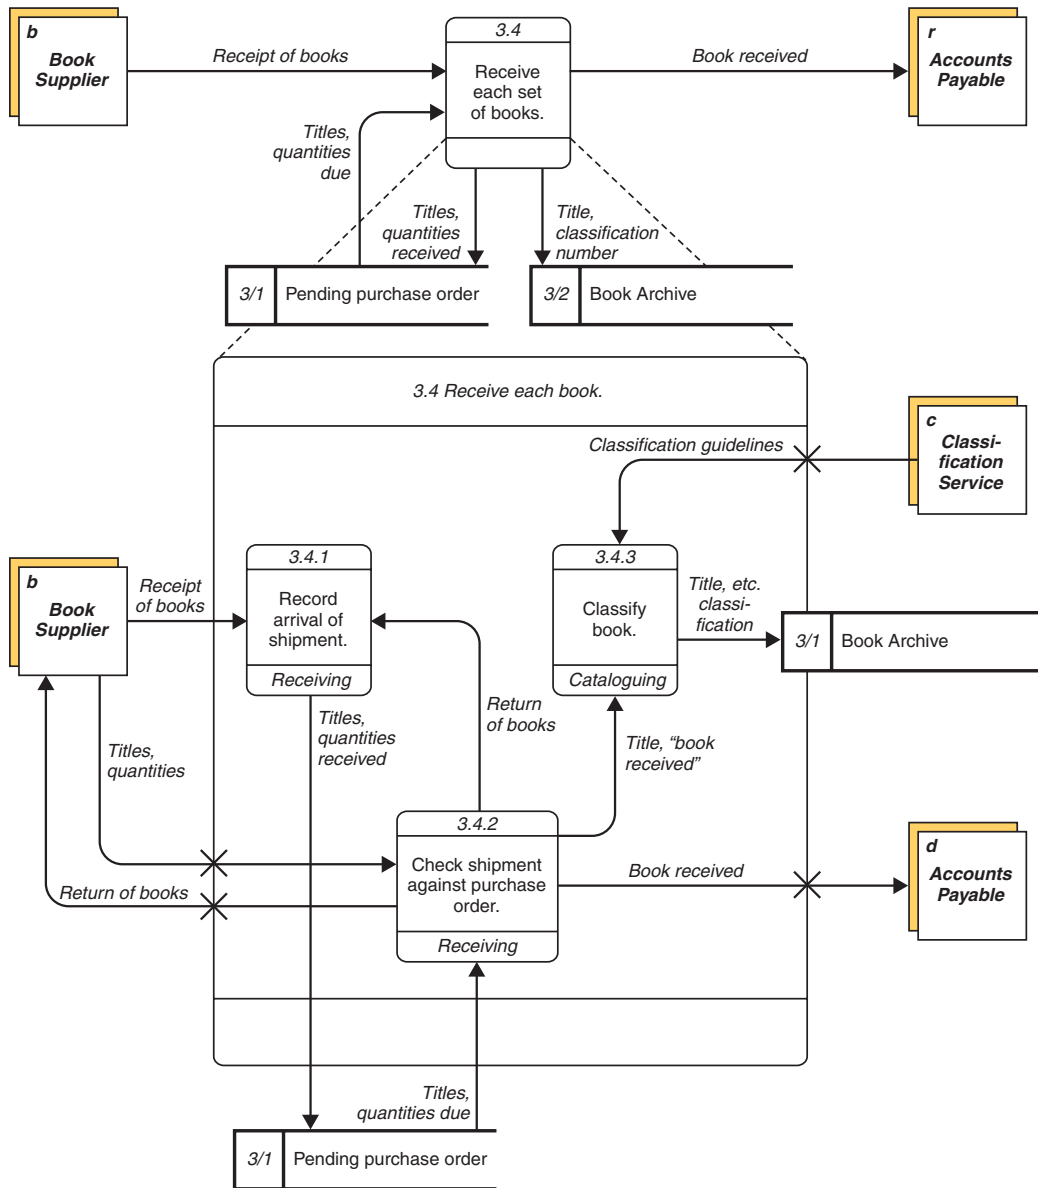 b
Book
Supplier
Receipt of books
3.4
Receive
each set
of books.
Book received
r
Accounts
Payable
Titles,
quantities
due
Titles,
quantities
received
Title,
classification
number
3/1
Pending purchase order
3/2
Book Archive
3.4 Receive each book.
c
Classi-
fication
Service
Classification guidelines
b
Book
Supplier
Receipt
of books
3.4.1
Record
arrival of
shipment.
Receiving
3.4.3
Classify
book.
Cataloguing
Title, etc.
classi-
fication
3/1
Book Archive
Return
of books
Titles,
quantities
received
Titles,
quantities
Title, “book
received”
3.4.2
Check shipment
against purchase
order.
Receiving
Return of books
Book received
d
Accounts
Payable
Titles,
quantities due
3/1
Pending purchase order